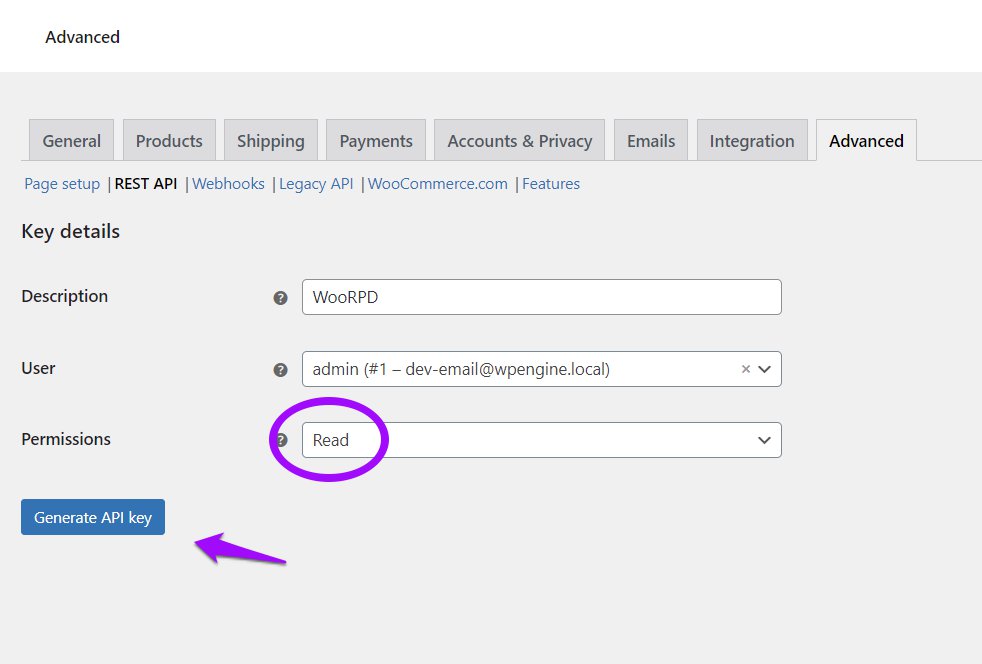 Advanced
General Products Shipping Payments Accounts & Privacy Emails Integration Advanced
Page setup | REST API | Webhooks | Legacy API | WooCommerce.com | Features
Key details
Description ? WooRPD
User ? admin (#1 – dev-email@wpengine.local) ×
Permissions ? Read
Generate API key